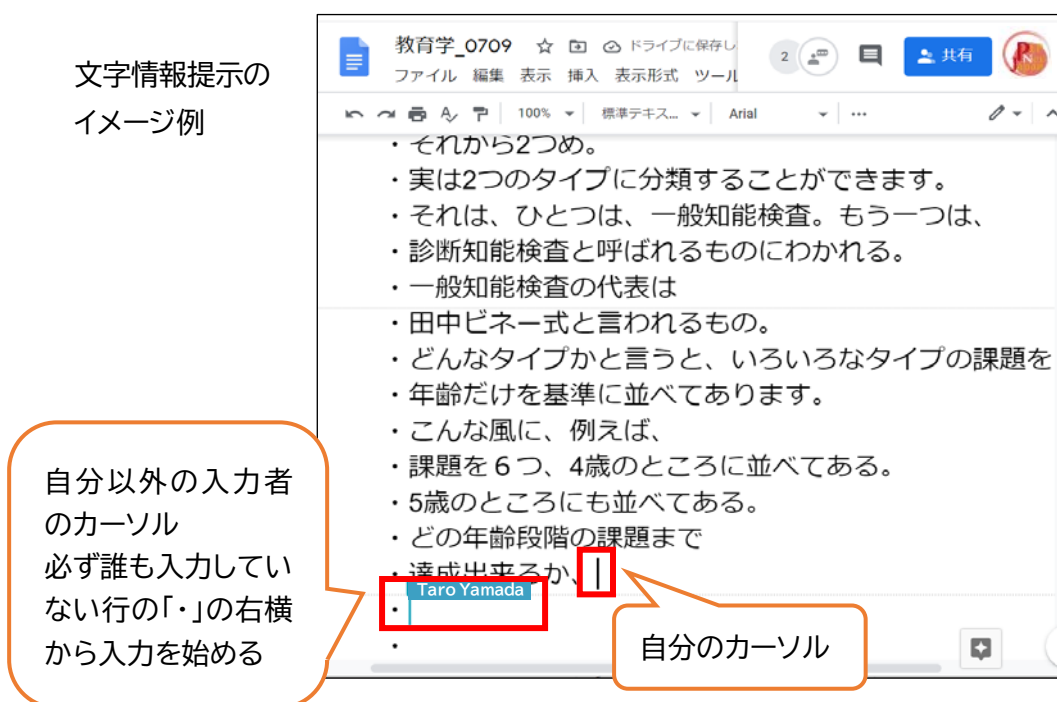 文字情報提示の
イメージ例
教育学_0709
ドライブに保存し
2
共有
ファイル 編集 表示 挿入 表示形式 ツール
100% 標準テキス... Arial
・それから2つめ。
・実は2つのタイプに分類することができます。
・それは、ひとつは、一般知能検査。もう一つは、
・診断知能検査と呼ばれるものにわかれる。
・一般知能検査の代表は
・田中ビネー式と言われるもの。
・どんなタイプかと言うと、いろいろなタイプの課題を
・年齢だけを基準に並べてあります。
・こんな風に、例えば、
・課題を６つ、4歳のところに並べてある。
・5歳のところにも並べてある。
・どの年齢段階の課題まで
・達成出来るか、
Taro Yamada
・
・
自分以外の入力者
のカーソル
必ず誰も入力してい
ない行の「・」の右横
から入力を始める
自分のカーソル